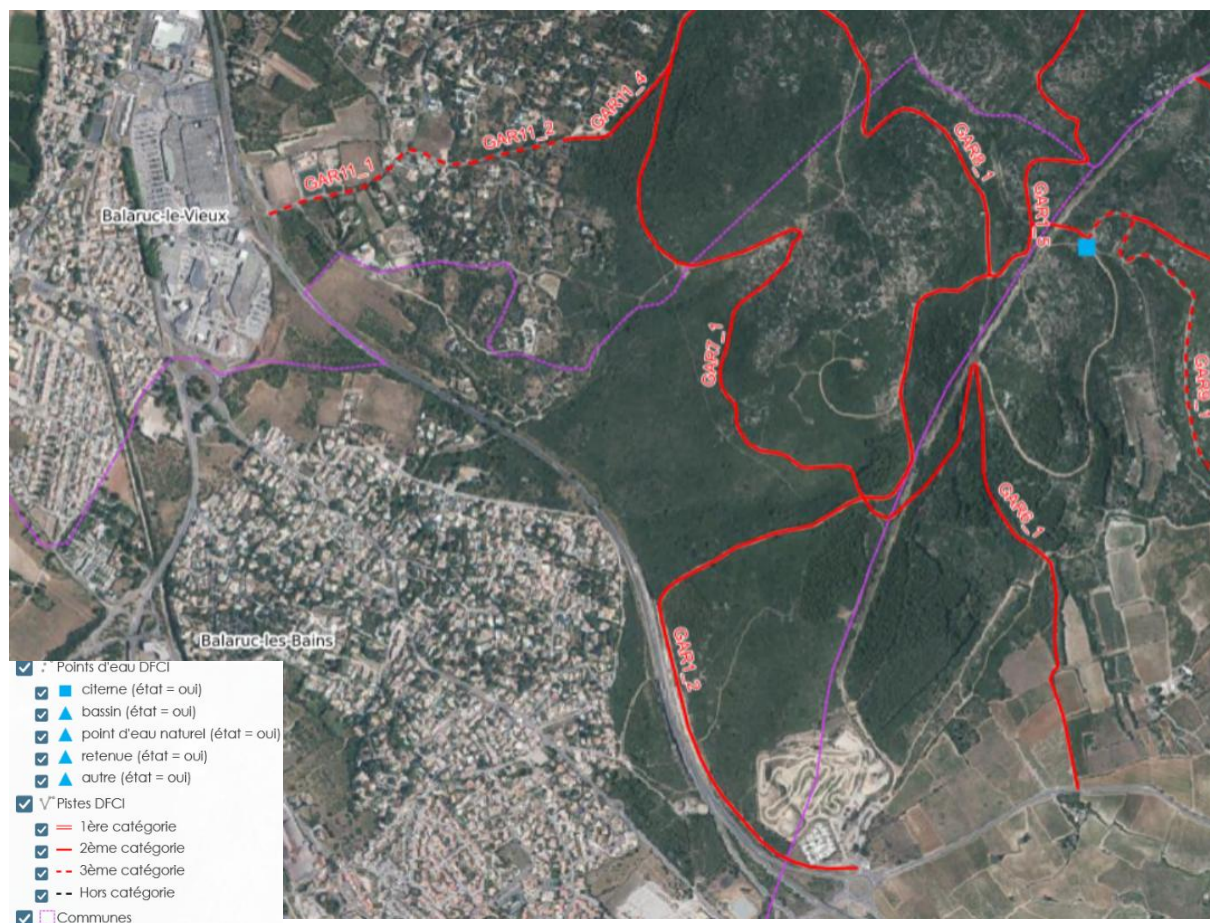 GAR11_1
GAR11_2
GAR11_4
GAR8_1
GAR1_5
Balaruc-le-Vieux
GAR7_1
GAR9_1
GAR6_1
GAR1_2
Balaruc-les-Bains
Points d'eau DFCI
citerne (état = oui)
bassin (état = oui)
point d'eau naturel (état = oui)
retenue (état = oui)
autre (état = oui)
Pistes DFCI
1ère catégorie
2ème catégorie
3ème catégorie
Hors catégorie
Communes